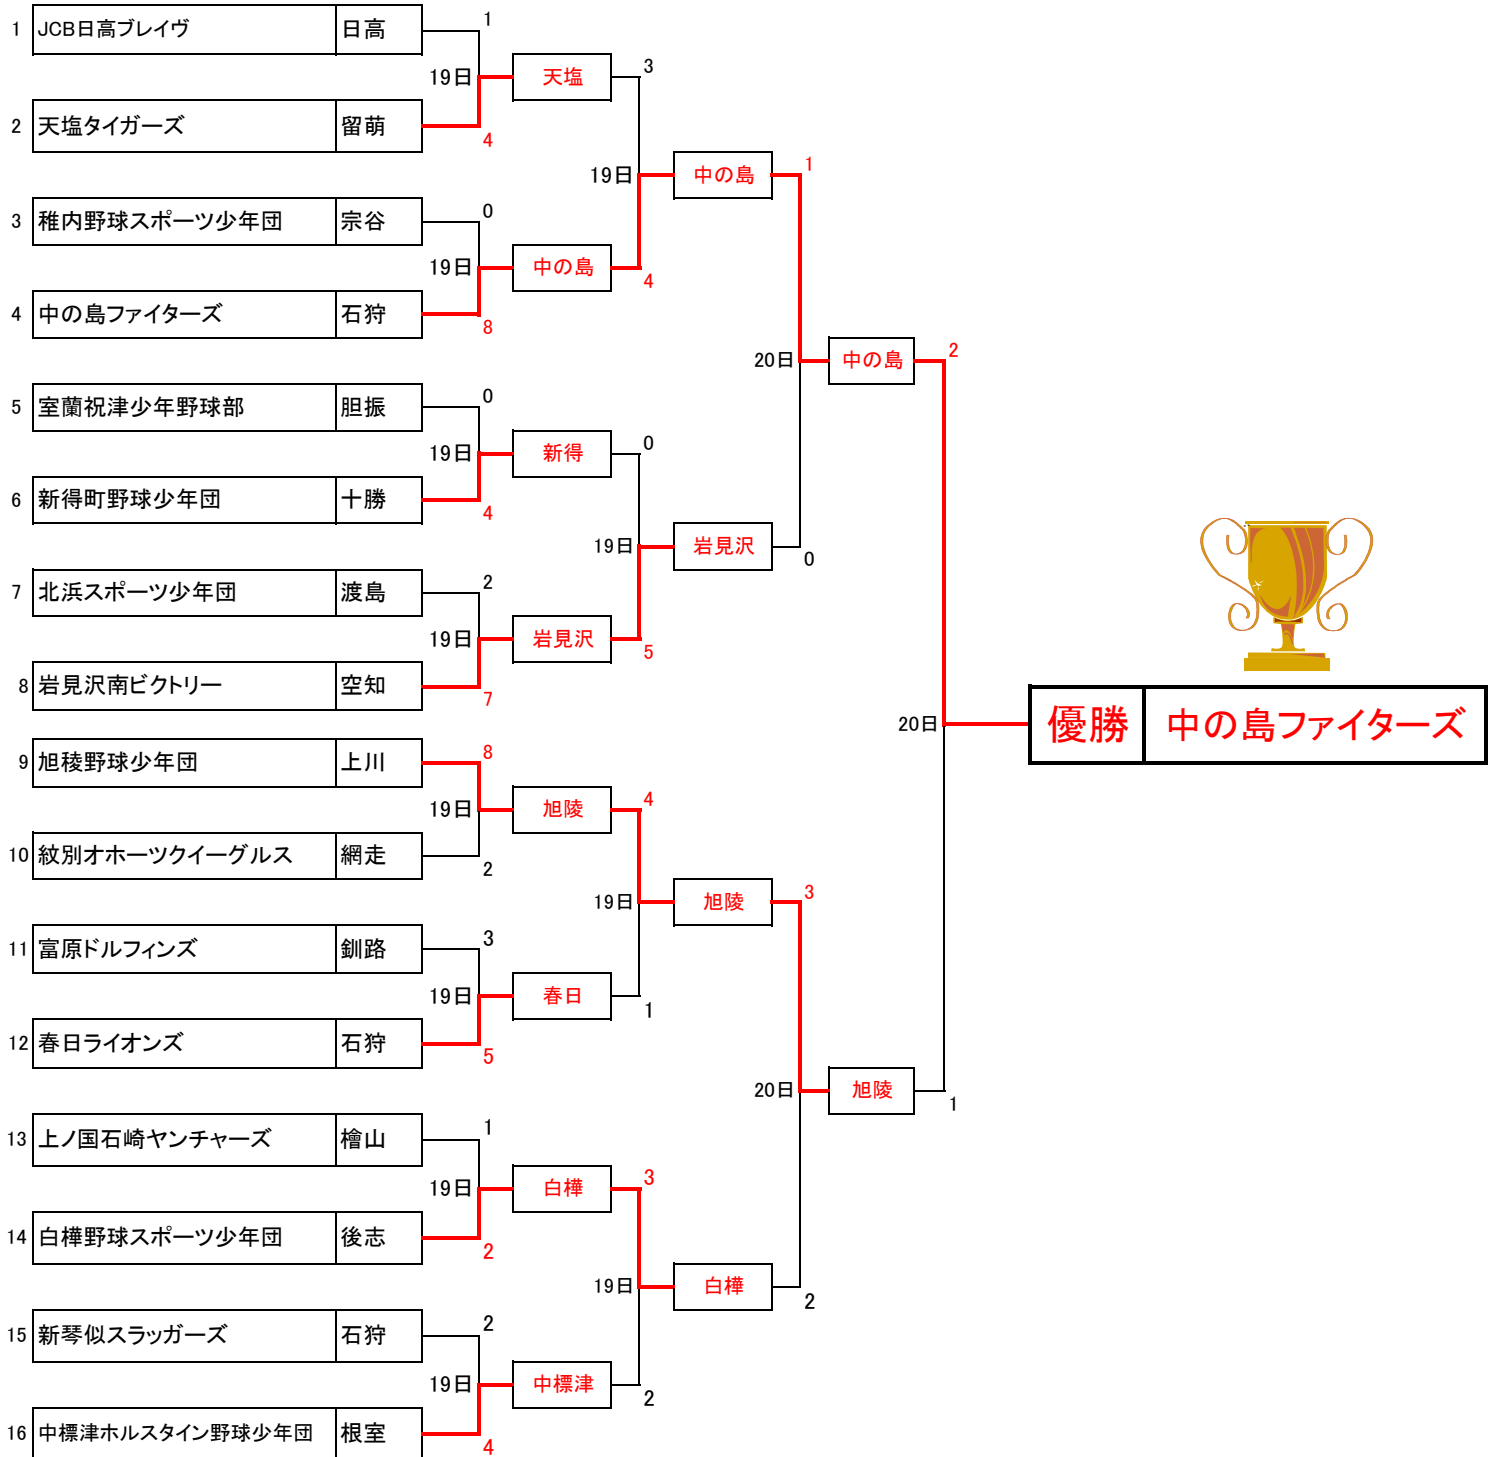 1 JCB日高ブレイヴ 日高 1
19日 天塩 3
2 天塩タイガーズ 留萌 4
19日 中の島 1
3 稚内野球スポーツ少年団 宗谷 0
19日 中の島 4
4 中の島ファイターズ 石狩 8
20日 中の島 2
5 室蘭祝津少年野球部 胆振 0
19日 新得 0
6 新得町野球少年団 十勝 4
19日 岩見沢 0
7 北浜スポーツ少年団 渡島 2
19日 岩見沢 5
8 岩見沢南ビクトリー 空知 7
20日 優勝 中の島ファイターズ
9 旭稜野球少年団 上川 8
19日 旭陵 4
10 紋別オホーツクイーグルス 網走 2
19日 旭陵 3
11 富原ドルフィンズ 釧路 3
19日 春日 1
12 春日ライオンズ 石狩 5
20日 旭陵 1
13 上ノ国石崎ヤンチャーズ 檜山 1
19日 白樺 3
14 白樺野球スポーツ少年団 後志 2
19日 白樺 2
15 新琴似スラッガーズ 石狩 2
19日 中標津 2
16 中標津ホルスタイン野球少年団 根室 4